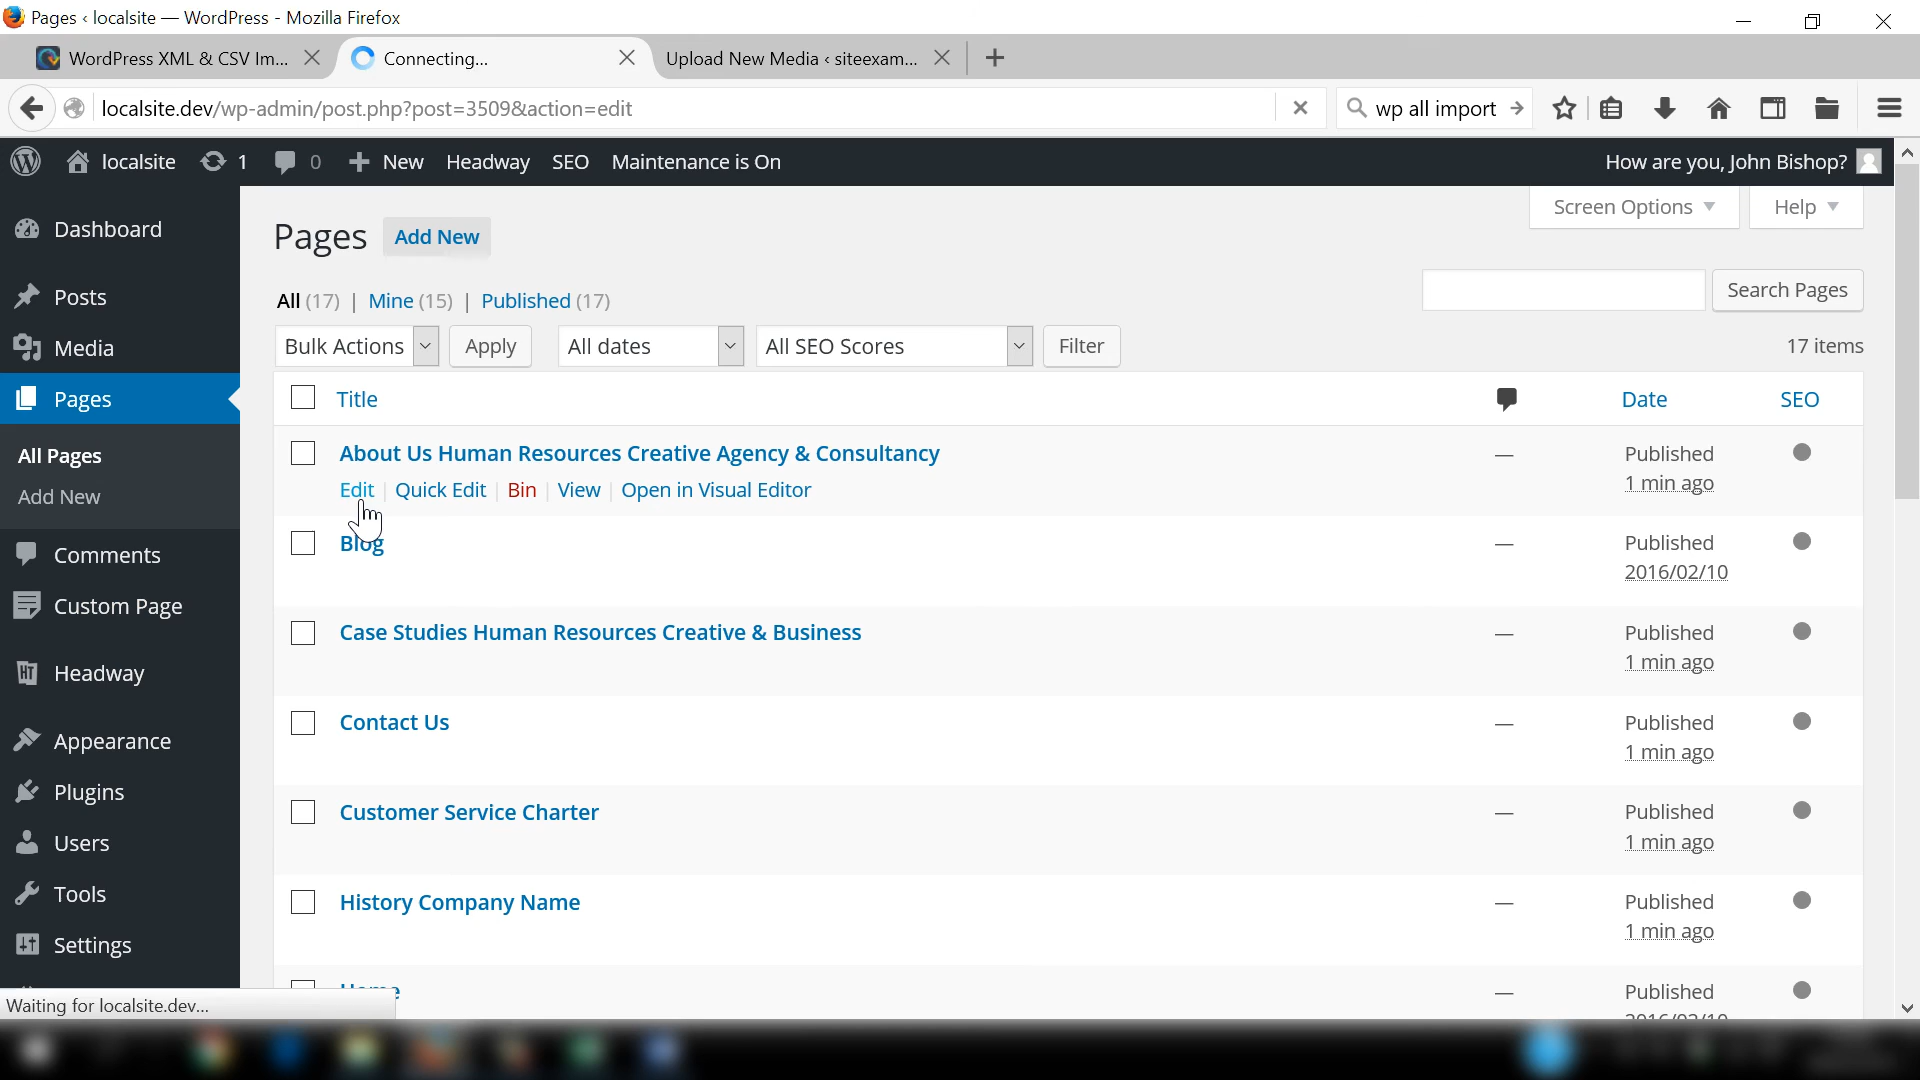 Pages ‹ localsite — WordPress - Mozilla Firefox
WordPress XML & CSV Im... Connecting... Upload New Media ‹ siteexam...
localsite.dev/wp-admin/post.php?post=3509&action=edit wp all import
localsite 1 0 New Headway SEO Maintenance is On How are you, John Bishop?
Screen Options Help
Dashboard
Posts
Media
Pages
All Pages
Add New
Comments
Custom Page
Headway
Appearance
Plugins
Users
Tools
Settings
Pages Add New
All (17) | Mine (15) | Published (17) Search Pages
Bulk Actions Apply All dates All SEO Scores Filter 17 items
Title Date SEO
About Us Human Resources Creative Agency & Consultancy — Published
Edit | Quick Edit | Bin | View | Open in Visual Editor 1 min ago
Blog — Published
2016/02/10
Case Studies Human Resources Creative & Business — Published
1 min ago
Contact Us — Published
1 min ago
Customer Service Charter — Published
1 min ago
History Company Name — Published
1 min ago
Home — Published
2016/02/10
Waiting for localsite.dev...